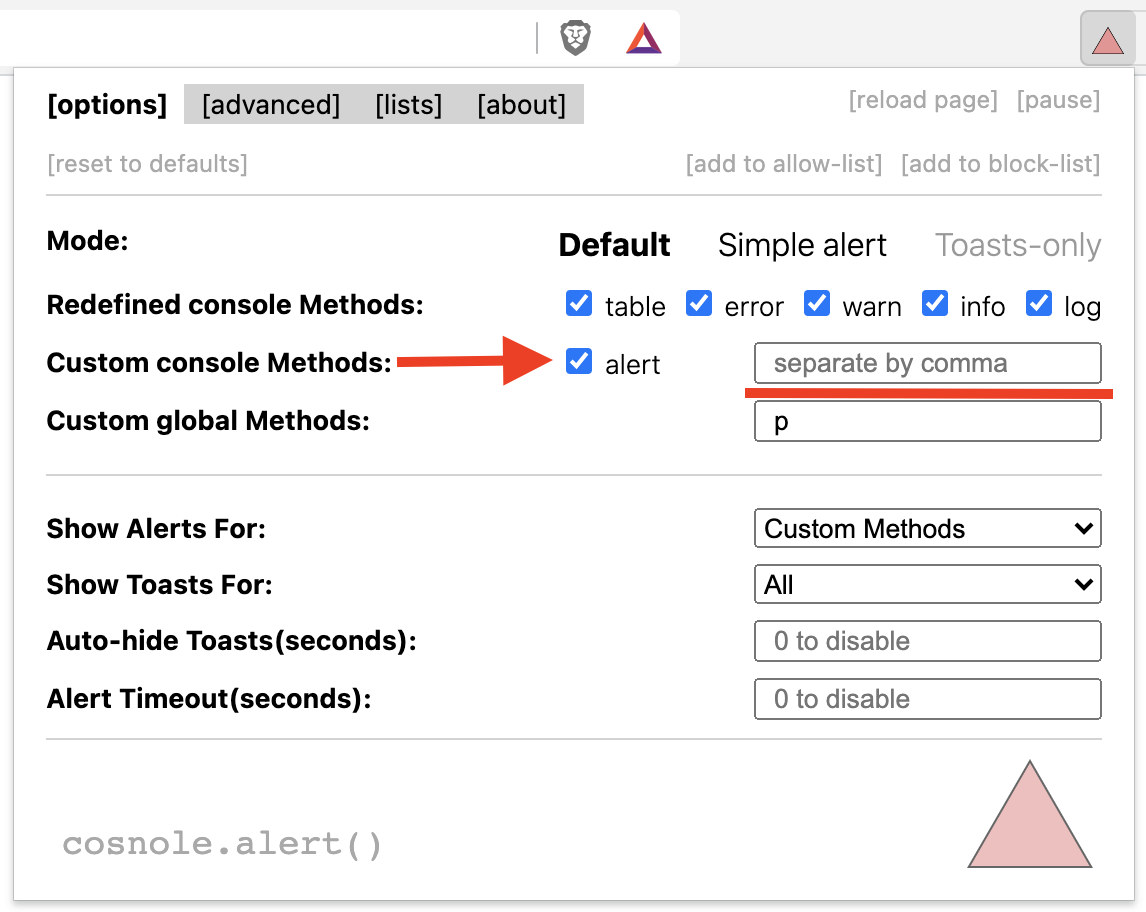 [options] [advanced] [lists] [about] [reload page] [pause]
[reset to defaults] [add to allow-list] [add to block-list]
Mode: Default Simple alert Toasts-only
Redefined console Methods: table error warn info log
Custom console Methods: alert separate by comma
Custom global Methods: p
Show Alerts For: Custom Methods
Show Toasts For: All
Auto-hide Toasts(seconds): 0 to disable
Alert Timeout(seconds): 0 to disable
cosnole.alert()